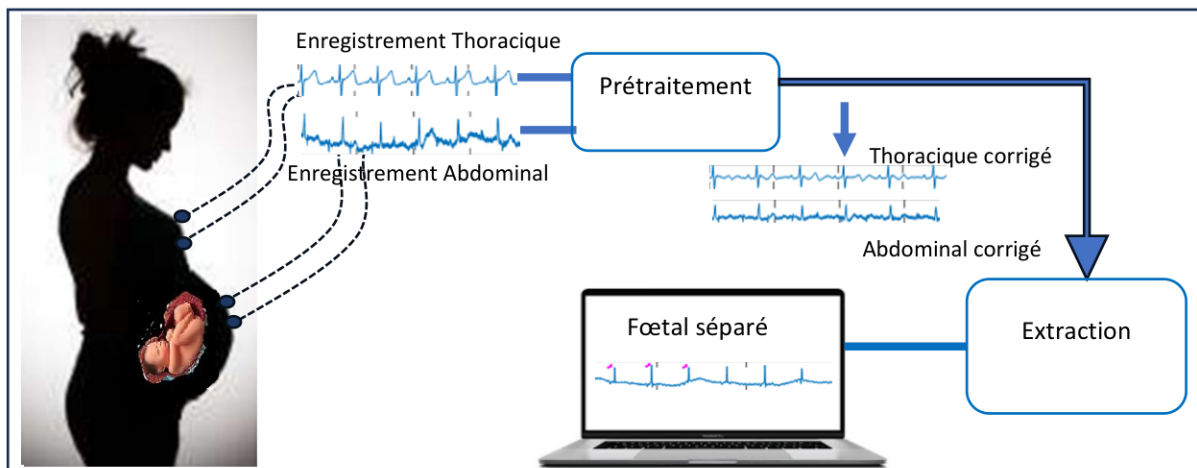 Enregistrement Thoracique
Enregistrement Abdominal
Prétraitement
Thoracique corrigé
Abdominal corrigé
Extraction
Fœtal séparé